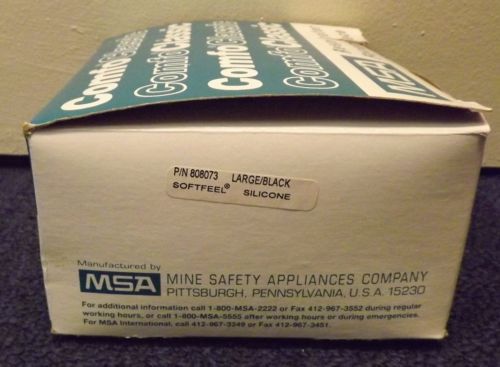 Comfo Classic
Comfo Classic
Comfo Classic
Comfo Classic
MSA
P/N 808073 LARGE/BLACK
SOFTFEEL® SILICONE
Manufactured by
MSA MINE SAFETY APPLIANCES COMPANY
PITTSBURGH, PENNSYLVANIA, U.S.A. 15230
For additional information call 1-800-MSA-2222 or Fax 412-967-3552 during regular
working hours, or call 1-800-MSA-5555 after working hours or during emergencies.
For MSA International, call 412-967-3249 or Fax 412-967-3451.